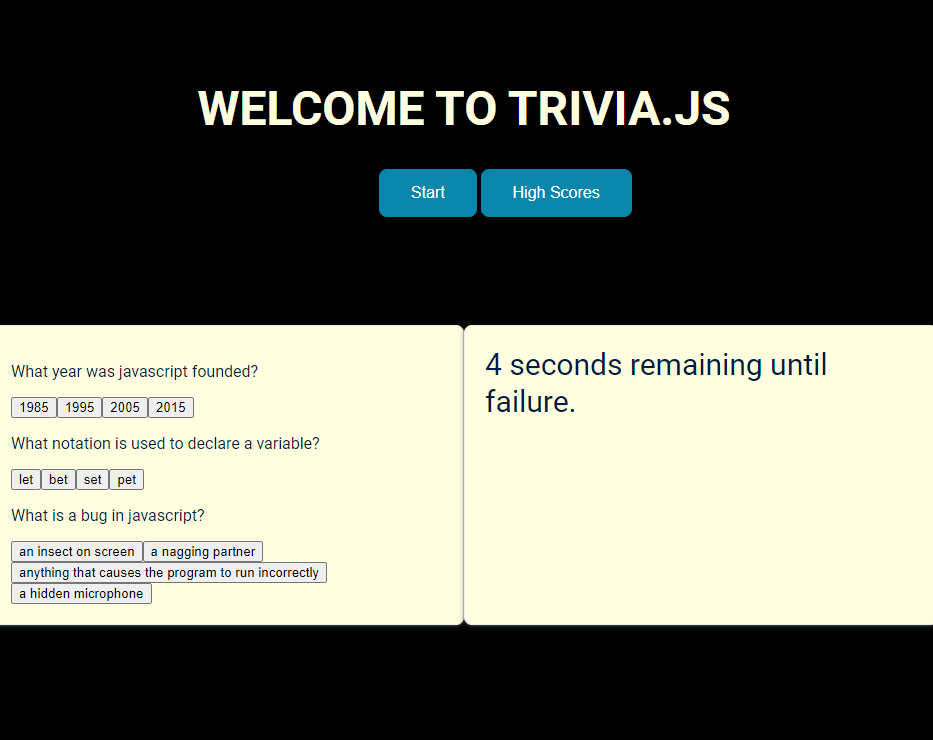 WELCOME TO TRIVIA.JS
Start High Scores
What year was javascript founded?
1985 1995 2005 2015
What notation is used to declare a variable?
let bet set pet
What is a bug in javascript?
an insect on screen a nagging partner
anything that causes the program to run incorrectly
a hidden microphone
4 seconds remaining until
failure.